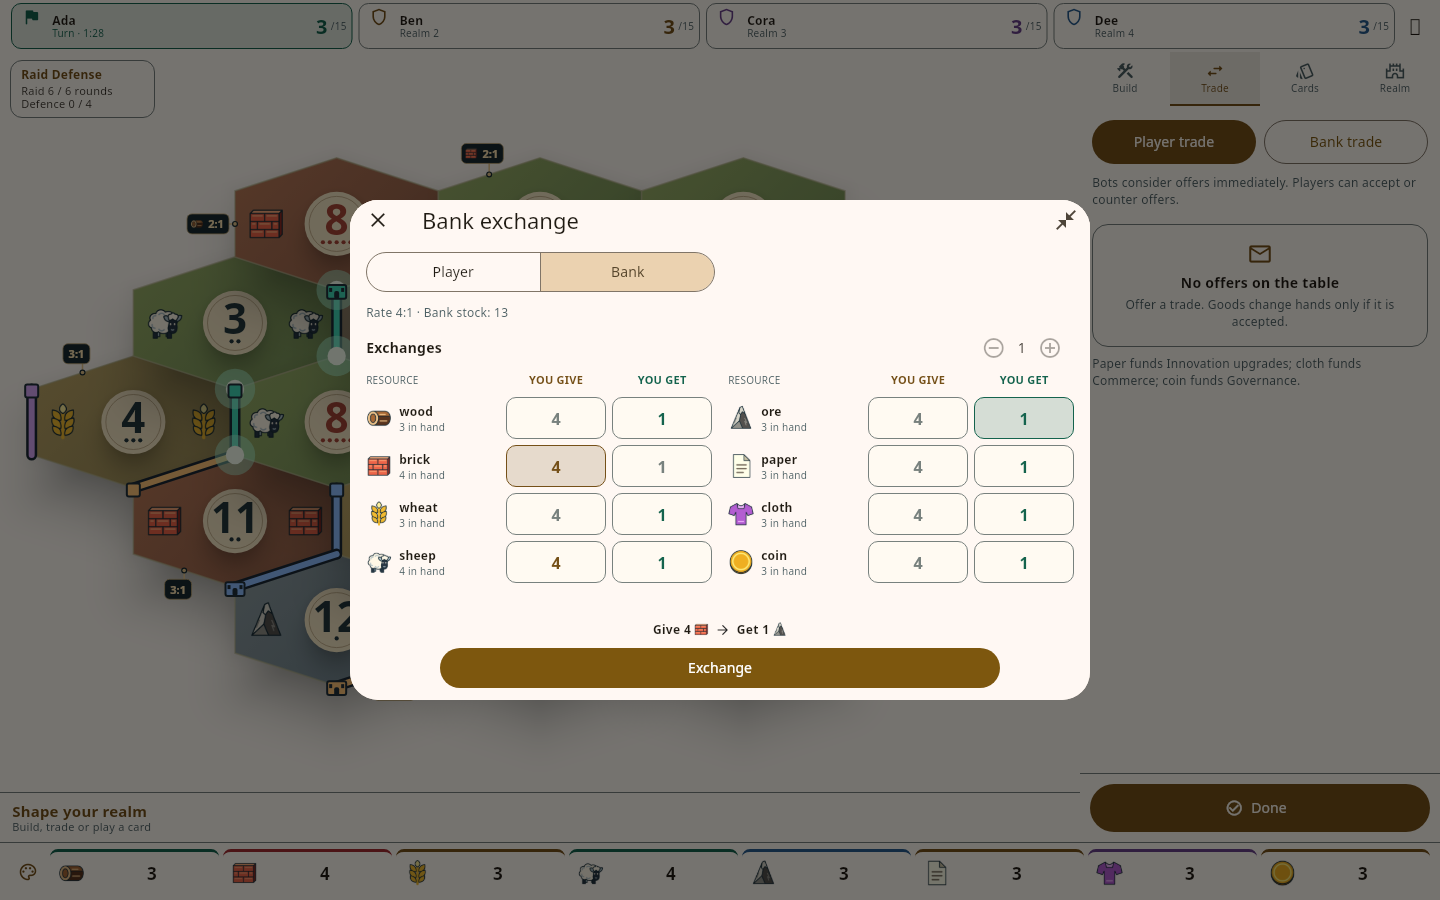 Ada
Turn · 1:28
3 /15
Ben
Realm 2
3 /15
Cora
Realm 3
3 /15
Dee
Realm 4
3 /15
Raid Defense
Raid 6 / 6 rounds
Defence 0 / 4
Build
Trade
Cards
Realm
Player trade
Bank trade
Bots consider offers immediately. Players can accept or
counter offers.
No offers on the table
Offer a trade. Goods change hands only if it is
accepted.
Paper funds Innovation upgrades; cloth funds
Commerce; coin funds Governance.
2:1
2:1
8
3
3:1
4
8
11
3:1
12
Bank exchange
Player
Bank
Rate 4:1 · Bank stock: 13
Exchanges
1
RESOURCE YOU GIVE YOU GET RESOURCE YOU GIVE YOU GET
wood
3 in hand
4 1
ore
3 in hand
4 1
brick
4 in hand
4 1
paper
3 in hand
4 1
wheat
3 in hand
4 1
cloth
3 in hand
4 1
sheep
4 in hand
4 1
coin
3 in hand
4 1
Give 4 → Get 1
Exchange
Shape your realm
Build, trade or play a card
Done
3 4 3 4 3 3 3 3